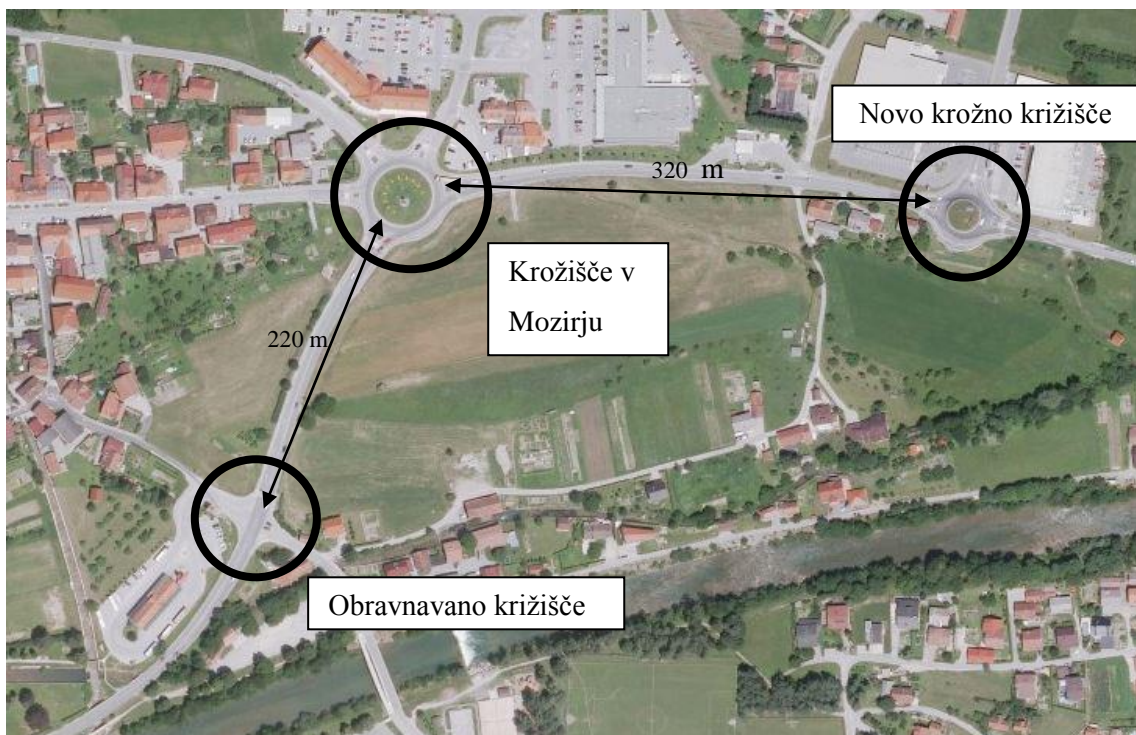 Novo krožno križišče
320 m
Krožišče v
Mozirju
220 m
Obravnavano križišče